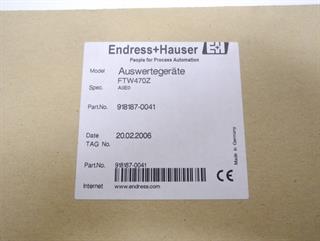 Endress+Hauser EH
People for Process Automation
Model Auswertegeräte
FTW470Z
Spec. A0E0
Part.No. 918187-0041
Date 20.02.2006
TAG No.
Part.No. 918187-0041
Internet www.endress.com CE
Made in Germany